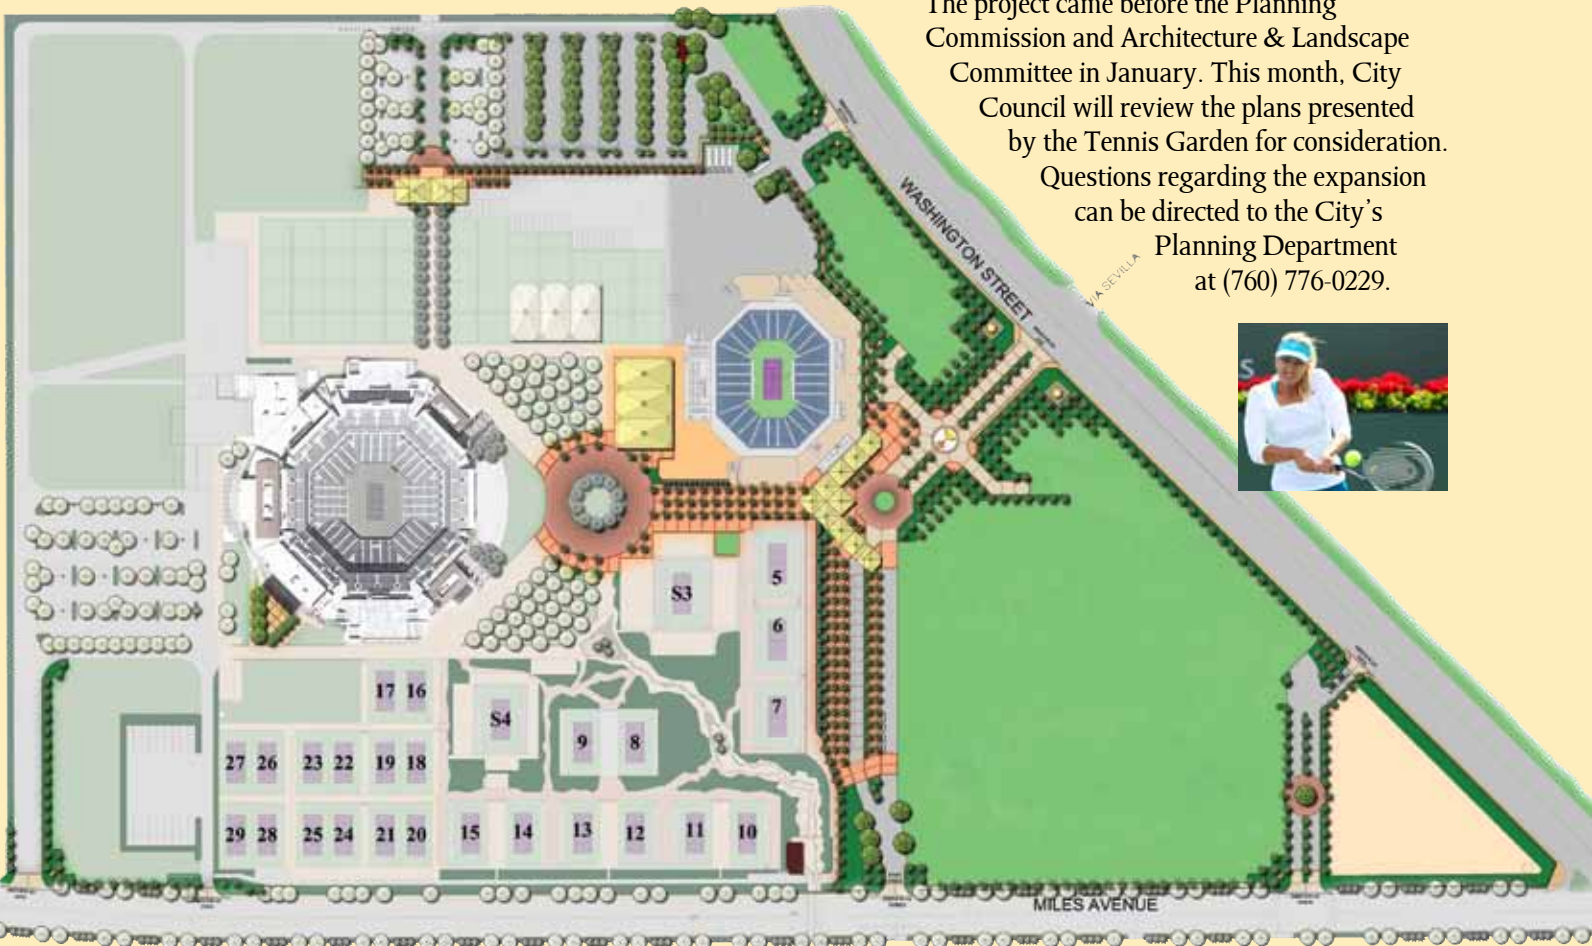 The project came before the Planning
Commission and Architecture & Landscape
Committee in January. This month, City
Council will review the plans presented
by the Tennis Garden for consideration.
Questions regarding the expansion
can be directed to the City’s
Planning Department
at (760) 776-0229.
WASHINGTON STREET
VIA SEVILLA
S
S3
5
6
7
17 16
S4
9
8
27 26
23 22
19 18
29 28
25 24
21 20
15
14
13
12
11
10
MILES AVENUE